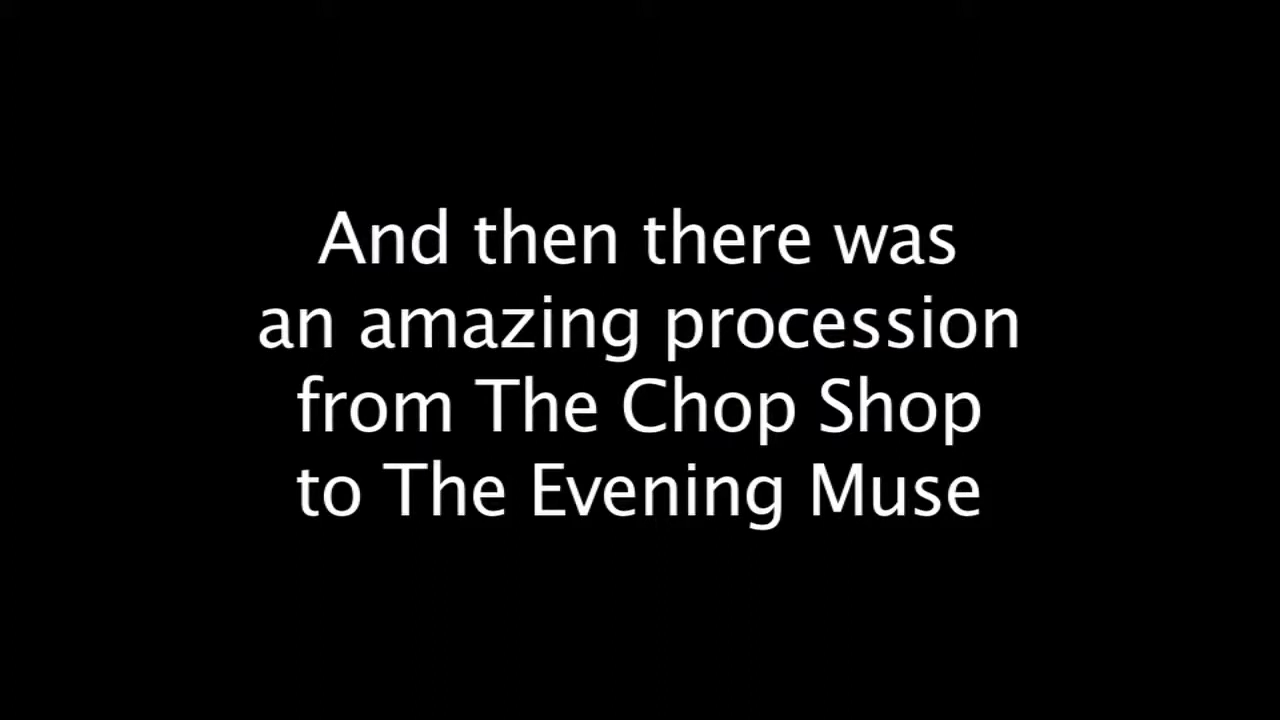 And then there was
an amazing procession
from The Chop Shop
to The Evening Muse